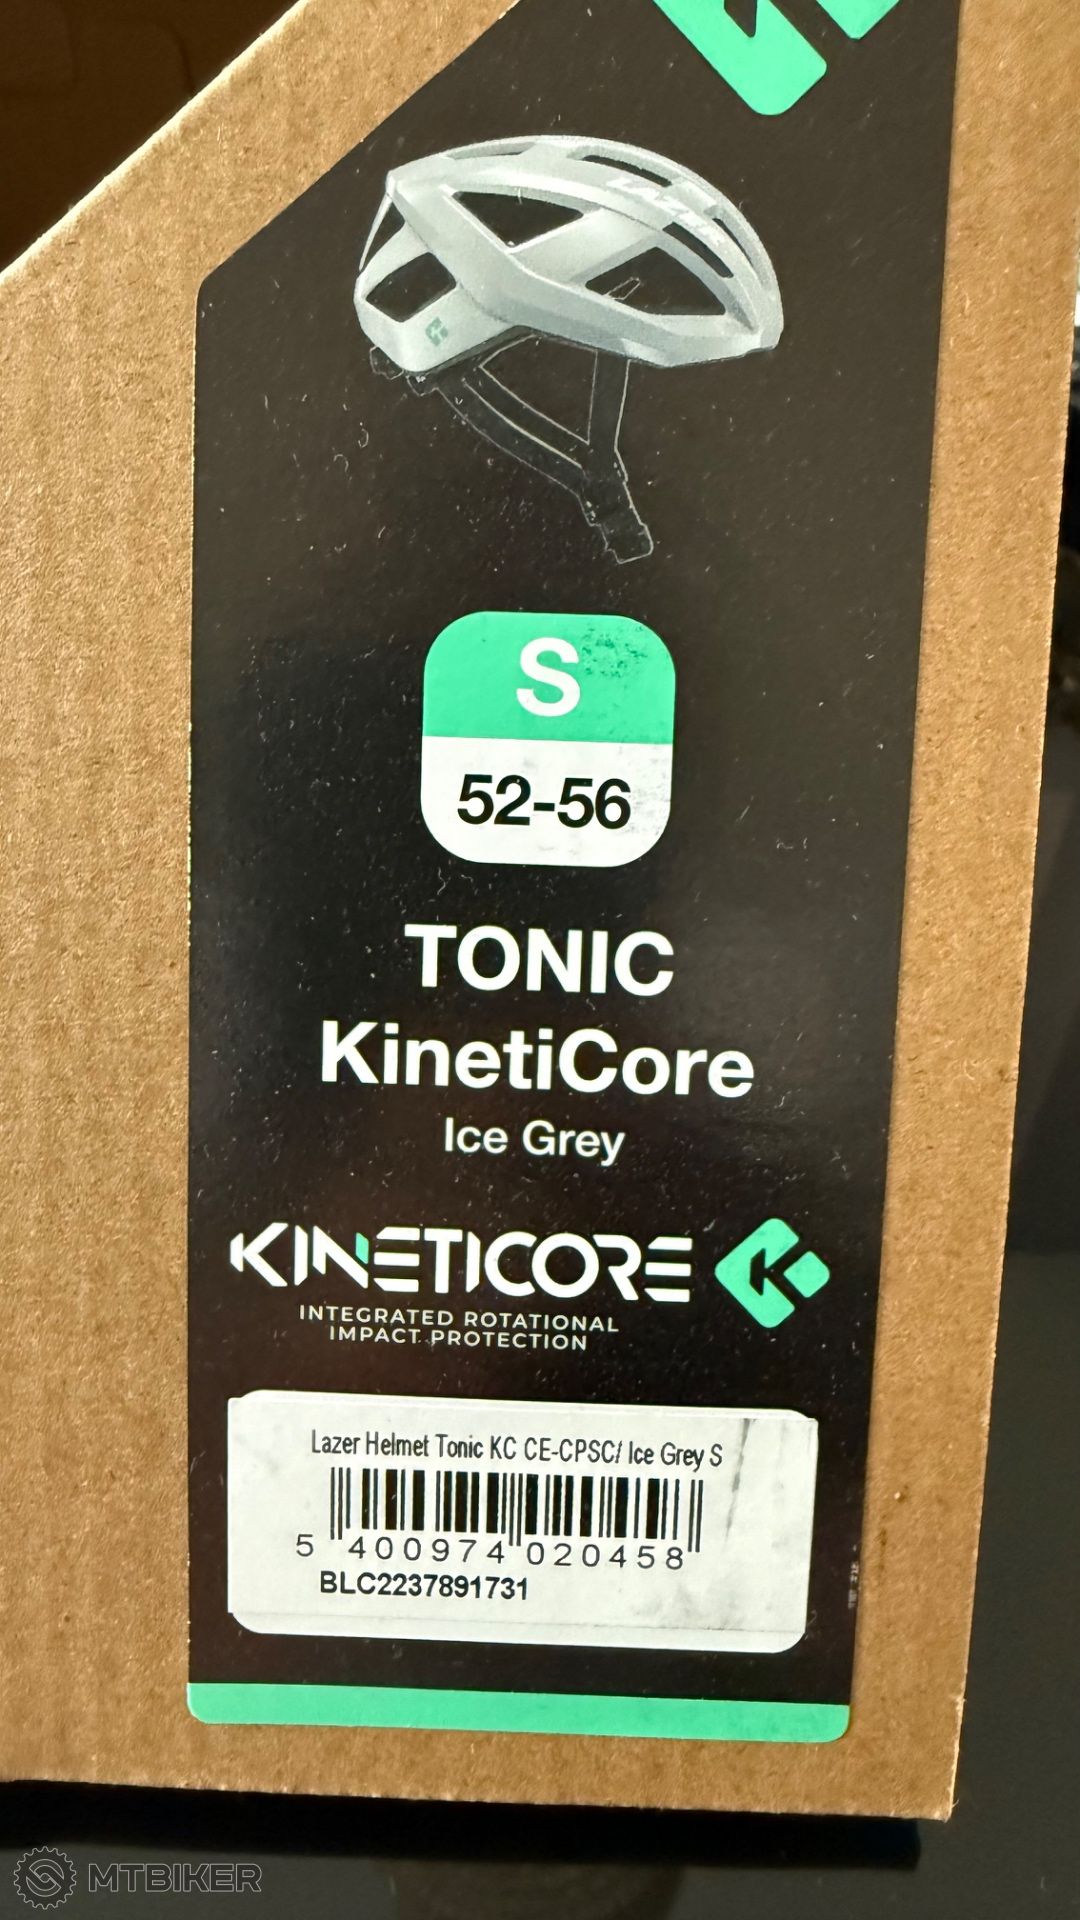 LAZER
S
52-56
TONIC
KinetiCore
Ice Grey
KINETICORE
INTEGRATED ROTATIONAL
IMPACT PROTECTION
Lazer Helmet Tonic KC CE-CPSC/ Ice Grey S
5 400974 020458
BLC2237891731
MTBIKER